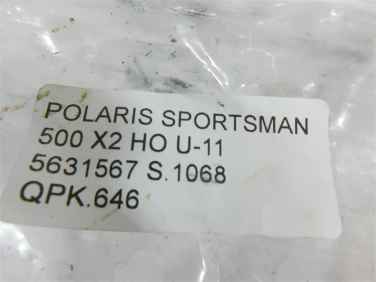 POLARIS SPORTSMAN
500 X2 HO U-11
5631567 S.1068
QPK.646